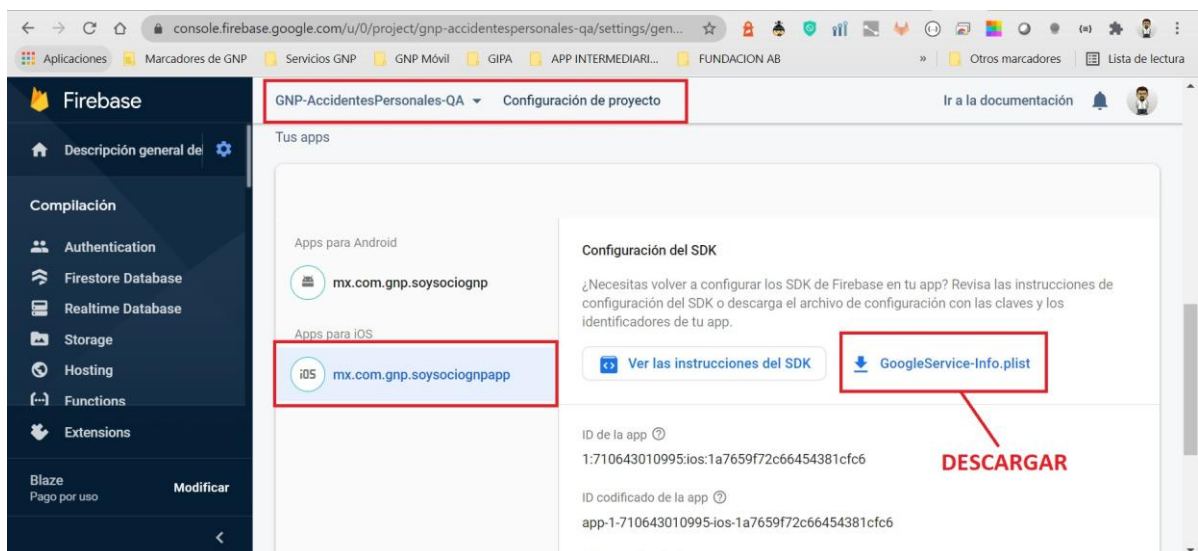 console.firebase.google.com/u/0/project/gnp-accidentespersonales-qa/settings/gen...
Aplicaciones
Marcadores de GNP
Servicios GNP
GNP Móvil
GIPA
APP INTERMEDIARI...
FUNDACION AB
»
Otros marcadores
Lista de lectura
Firebase
GNP-AccidentesPersonales-QA
Configuración de proyecto
Ir a la documentación
Descripción general de
Tus apps
Compilación
Authentication
Firestore Database
Realtime Database
Storage
Hosting
Functions
Extensions
Blaze
Pago por uso
Modificar
Apps para Android
mx.com.gnp.soysociognp
Apps para iOS
iOS
mx.com.gnp.soysociognpapp
Configuración del SDK
¿Necesitas volver a configurar los SDK de Firebase en tu app? Revisa las instrucciones de
configuración del SDK o descarga el archivo de configuración con las claves y los
identificadores de tu app.
Ver las instrucciones del SDK
GoogleService-Info.plist
DESCARGAR
ID de la app
1:710643010995:ios:1a7659f72c66454381cfc6
ID codificado de la app
app-1-710643010995-ios-1a7659f72c66454381cfc6